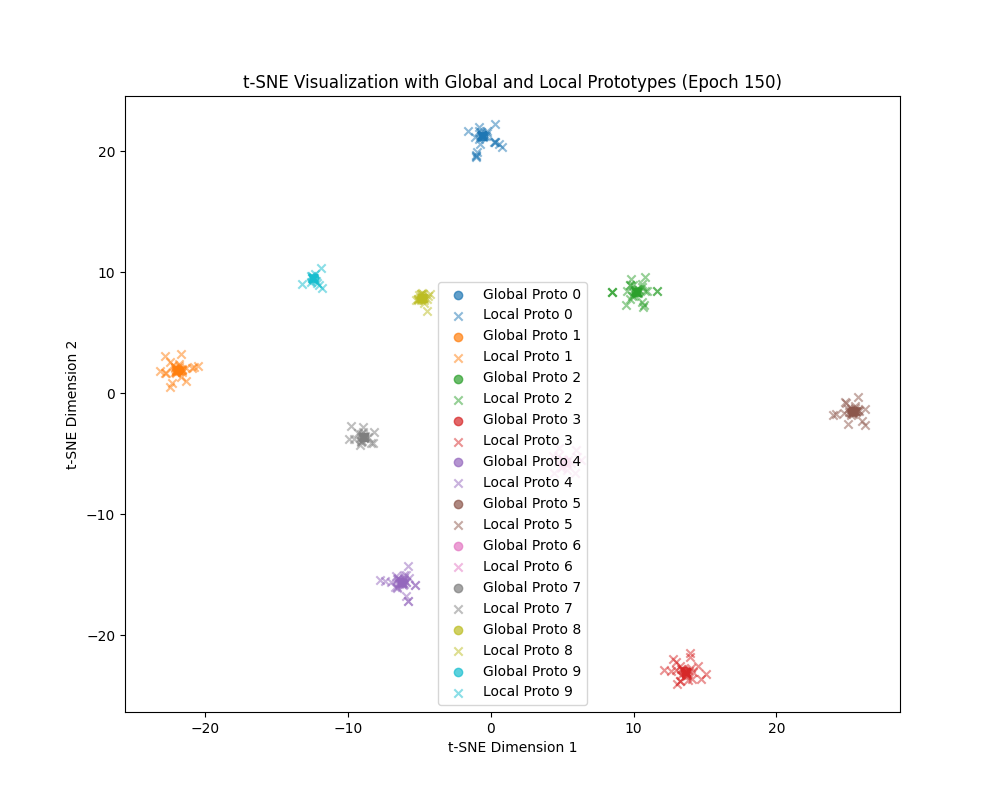 t-SNE Visualization with Global and Local Prototypes (Epoch 150)
t-SNE Dimension 2
20
10
0
−10
−20
Global Proto 0
Local Proto 0
Global Proto 1
Local Proto 1
Global Proto 2
Local Proto 2
Global Proto 3
Local Proto 3
Global Proto 4
Local Proto 4
Global Proto 5
Local Proto 5
Global Proto 6
Local Proto 6
Global Proto 7
Local Proto 7
Global Proto 8
Local Proto 8
Global Proto 9
Local Proto 9
−20 −10 0 10 20
t-SNE Dimension 1